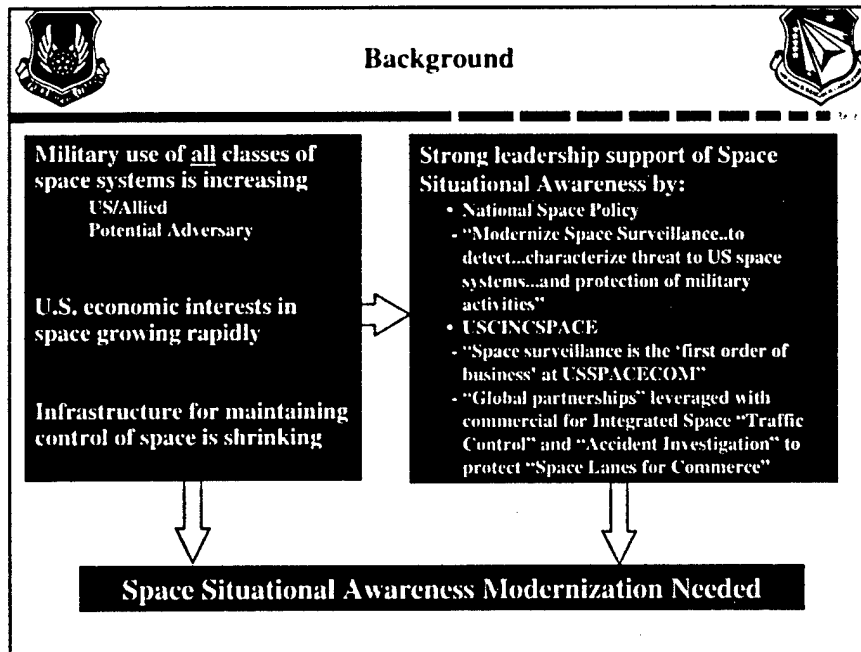 Background
Military use of all classes of
space systems is increasing
US/Allied
Potential Adversary
U.S. economic interests in
space growing rapidly
Infrastructure for maintaining
control of space is shrinking
Strong leadership support of Space
Situational Awareness by:
• National Space Policy
- "Modernize Space Surveillance..to
detect...characterize threat to US space
systems...and protection of military
activities"
• USCINCSPACE
- "Space surveillance is the 'first order of
business' at USSPACECOM"
- "Global partnerships" leveraged with
commercial for Integrated Space "Traffic
Control" and "Accident Investigation" to
protect "Space Lanes for Commerce"
Space Situational Awareness Modernization Needed